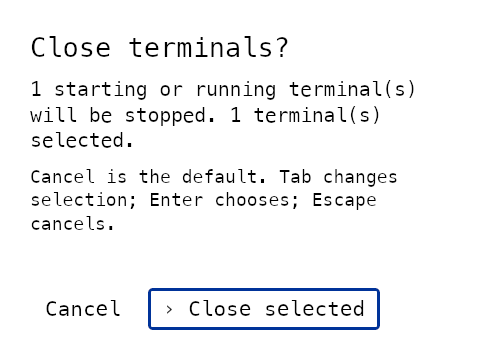 Close terminals?
1 starting or running terminal(s)
will be stopped. 1 terminal(s)
selected.
Cancel is the default. Tab changes
selection; Enter chooses; Escape
cancels.
Cancel › Close selected